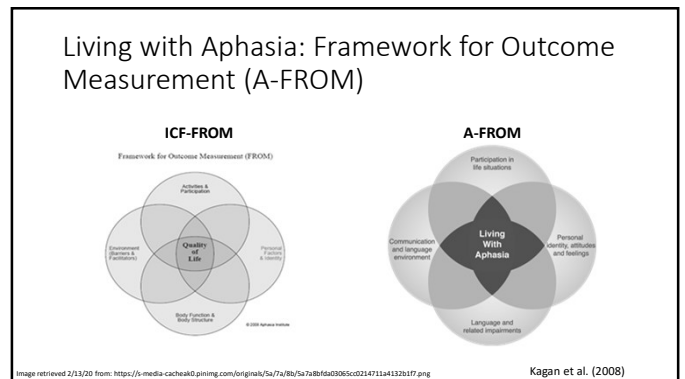 Living with Aphasia: Framework for Outcome
Measurement (A-FROM)
ICF-FROM
Framework for Outcome Measurement (FROM)
Activities &
Participation
Environment
(Barriers &
Facilitators)
Quality
of
Life
Personal
Factors
& Identity
Body Function &
Body Structure
Aphasia Institute
A-FROM
Participation in
life situations
Communication
and language
environment
Living
With
Aphasia
Personal
identity, attitudes
and feelings
Language and
related impairments
Image retrieved 2/13/20 from: https://s-media-cacheak0.pinimg.com/originals/5a/7a/8b/5a7a8bfda03065cc0214711a4132b1f7.png
Kagan et al. (2008)